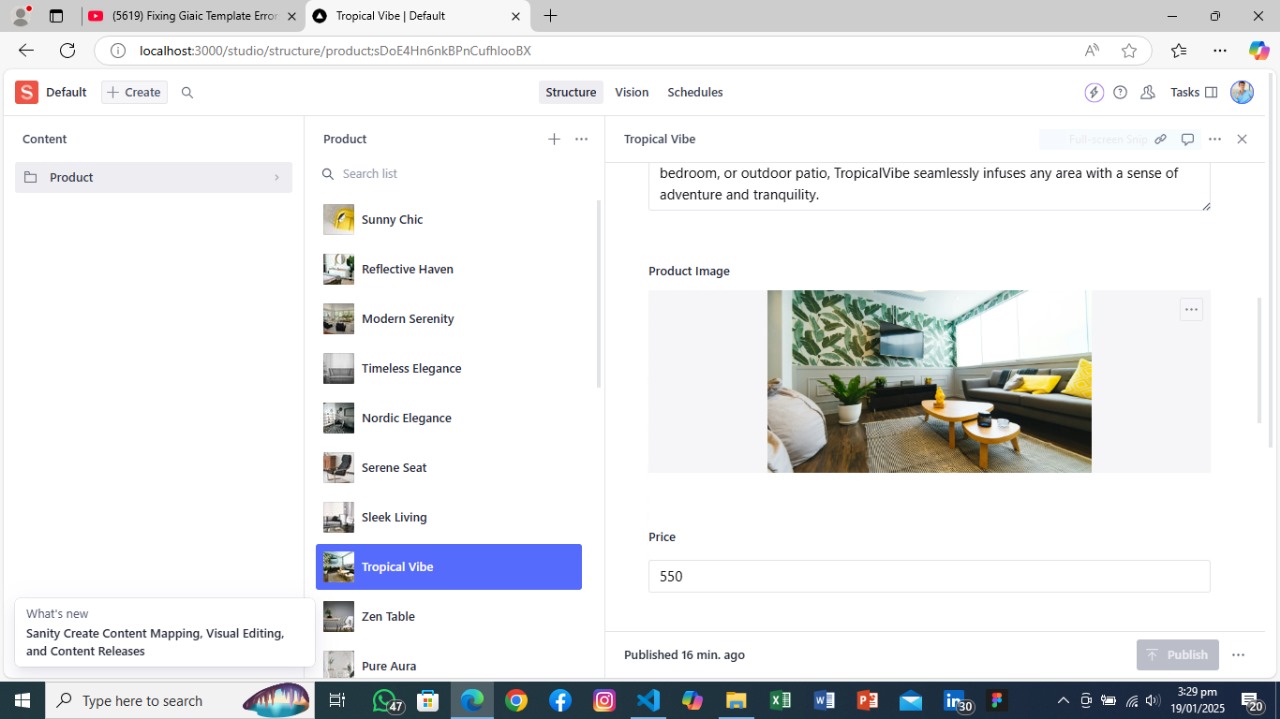 (5619) Fixing Giaic Template Error
Tropical Vibe | Default
localhost:3000/studio/structure/product;sDoE4Hn6nkBPnCufhIooBX
S
Default
Create
Structure
Vision
Schedules
Tasks
Content
Product
Tropical Vibe
Full-screen Snip
Product
Search list
bedroom, or outdoor patio, TropicalVibe seamlessly infuses any area with a sense of
adventure and tranquility.
Sunny Chic
Reflective Haven
Modern Serenity
Timeless Elegance
Nordic Elegance
Serene Seat
Sleek Living
Tropical Vibe
Zen Table
Pure Aura
Product Image
Price
550
What's new
Sanity Create Content Mapping, Visual Editing,
and Content Releases
Published 16 min. ago
Publish
Type here to search
47
30
3:29 pm
19/01/2025
20